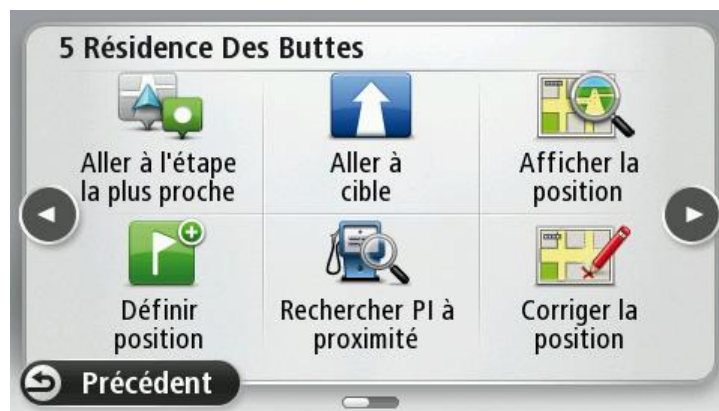 5 Résidence Des Buttes
Aller à l'étape
la plus proche
Aller à
cible
Afficher la
position
Définir
position
Rechercher PI à
proximité
Corriger la
position
Précédent